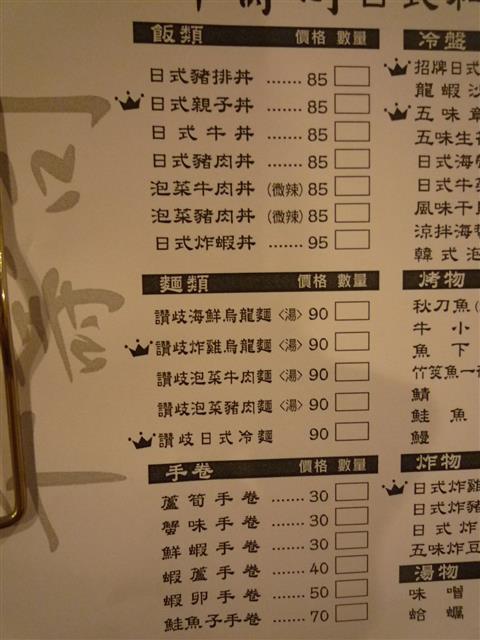 飯類 價格 數量
日式豬排丼 ....... 85
日式親子丼 ....... 85
日式牛丼 ....... 85
日式豬肉丼 ....... 85
泡菜牛肉丼 (微辣) 85
泡菜豬肉丼 (微辣) 85
日式炸蝦丼 ....... 95
麵類 價格 數量
讚岐海鮮烏龍麵〈湯〉 90
讚岐炸雞烏龍麵〈湯〉 90
讚岐泡菜牛肉麵〈湯〉 90
讚岐泡菜豬肉麵〈湯〉 90
讚岐日式冷麵 90
手卷 價格 數量
蘆筍手卷 ....... 30
蟹味手卷 ....... 30
鮮蝦手卷 ....... 30
蝦蘆手卷 ....... 40
蝦卵手卷 ....... 50
鮭魚子手卷 ....... 70
冷盤
招牌日式
龍蝦沙
五味章
五味生
日式海
日式牛
風味干
涼拌海
韓式泡
烤物
秋刀魚
牛小
魚下
竹筴魚一
鯖
鮭魚
鰻
炸物
日式炸雞
日式炸豬
日式炸
五味炸豆
湯物
味噌
蛤蠣